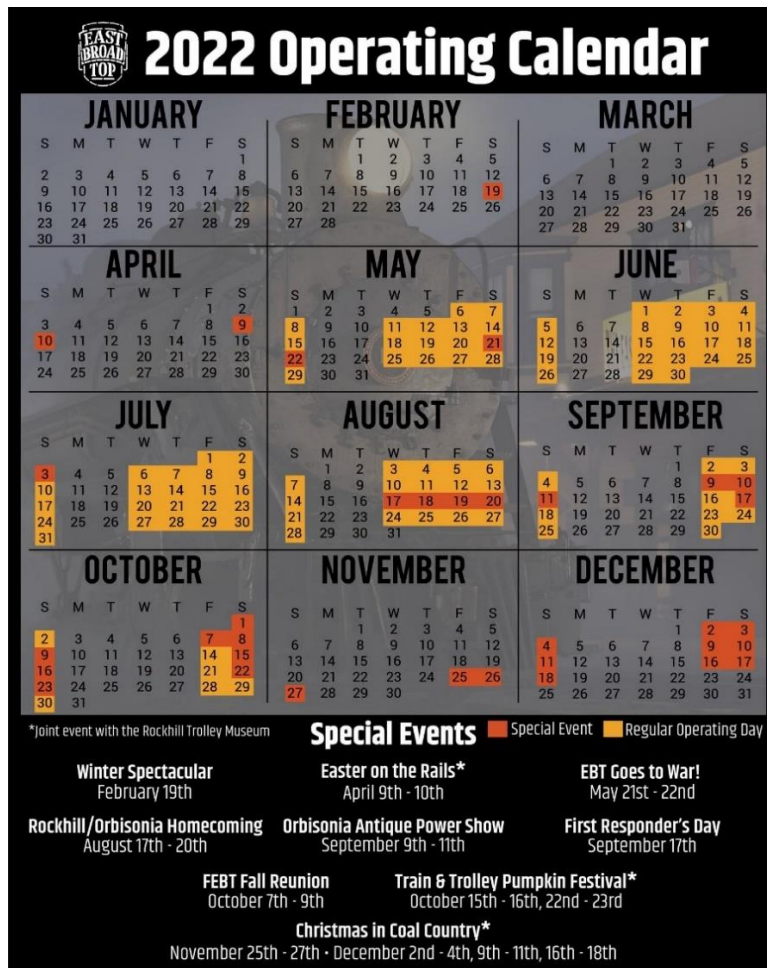 EAST
BROAD
TOP
2022 Operating Calendar
JANUARY
S M T W T F S
1
2 3 4 5 6 7 8
9 10 11 12 13 14 15
16 17 18 19 20 21 22
23 24 25 26 27 28 29
30 31
FEBRUARY
S M T W T F S
1 2 3 4 5
6 7 8 9 10 11 12
13 14 15 16 17 18 19
20 21 22 23 24 25 26
27 28
MARCH
S M T W T F S
1 2 3 4 5
6 7 8 9 10 11 12
13 14 15 16 17 18 19
20 21 22 23 24 25 26
27 28 29 30 31
APRIL
S M T W T F S
1 2
3 4 5 6 7 8 9
10 11 12 13 14 15 16
17 18 19 20 21 22 23
24 25 26 27 28 29 30
MAY
S M T W T F S
1 2 3 4 5 6 7
8 9 10 11 12 13 14
15 16 17 18 19 20 21
22 23 24 25 26 27 28
29 30 31
JUNE
S M T W T F S
1 2 3 4
5 6 7 8 9 10 11
12 13 14 15 16 17 18
19 20 21 22 23 24 25
26 27 28 29 30
JULY
S M T W T F S
1 2
3 4 5 6 7 8 9
10 11 12 13 14 15 16
17 18 19 20 21 22 23
24 25 26 27 28 29 30
31
AUGUST
S M T W T F S
1 2 3 4 5 6
7 8 9 10 11 12 13
14 15 16 17 18 19 20
21 22 23 24 25 26 27
28 29 30 31
SEPTEMBER
S M T W T F S
1 2 3
4 5 6 7 8 9 10
11 12 13 14 15 16 17
18 19 20 21 22 23 24
25 26 27 28 29 30
OCTOBER
S M T W T F S
1
2 3 4 5 6 7 8
9 10 11 12 13 14 15
16 17 18 19 20 21 22
23 24 25 26 27 28 29
30 31
NOVEMBER
S M T W T F S
1 2 3 4 5
6 7 8 9 10 11 12
13 14 15 16 17 18 19
20 21 22 23 24 25 26
27 28 29 30
DECEMBER
S M T W T F S
1 2 3
4 5 6 7 8 9 10
11 12 13 14 15 16 17
18 19 20 21 22 23 24
25 26 27 28 29 30 31
*Joint event with the Rockhill Trolley Museum
Special Events
Special Event
Regular Operating Day
Winter Spectacular
February 19th
Easter on the Rails*
April 9th - 10th
EBT Goes to War!
May 21st - 22nd
Rockhill/Orbisonia Homecoming
August 17th - 20th
Orbisonia Antique Power Show
September 9th - 11th
First Responder's Day
September 17th
FEBT Fall Reunion
October 7th - 9th
Train & Trolley Pumpkin Festival*
October 15th - 16th, 22nd - 23rd
Christmas in Coal Country*
November 25th - 27th • December 2nd - 4th, 9th - 11th, 16th - 18th